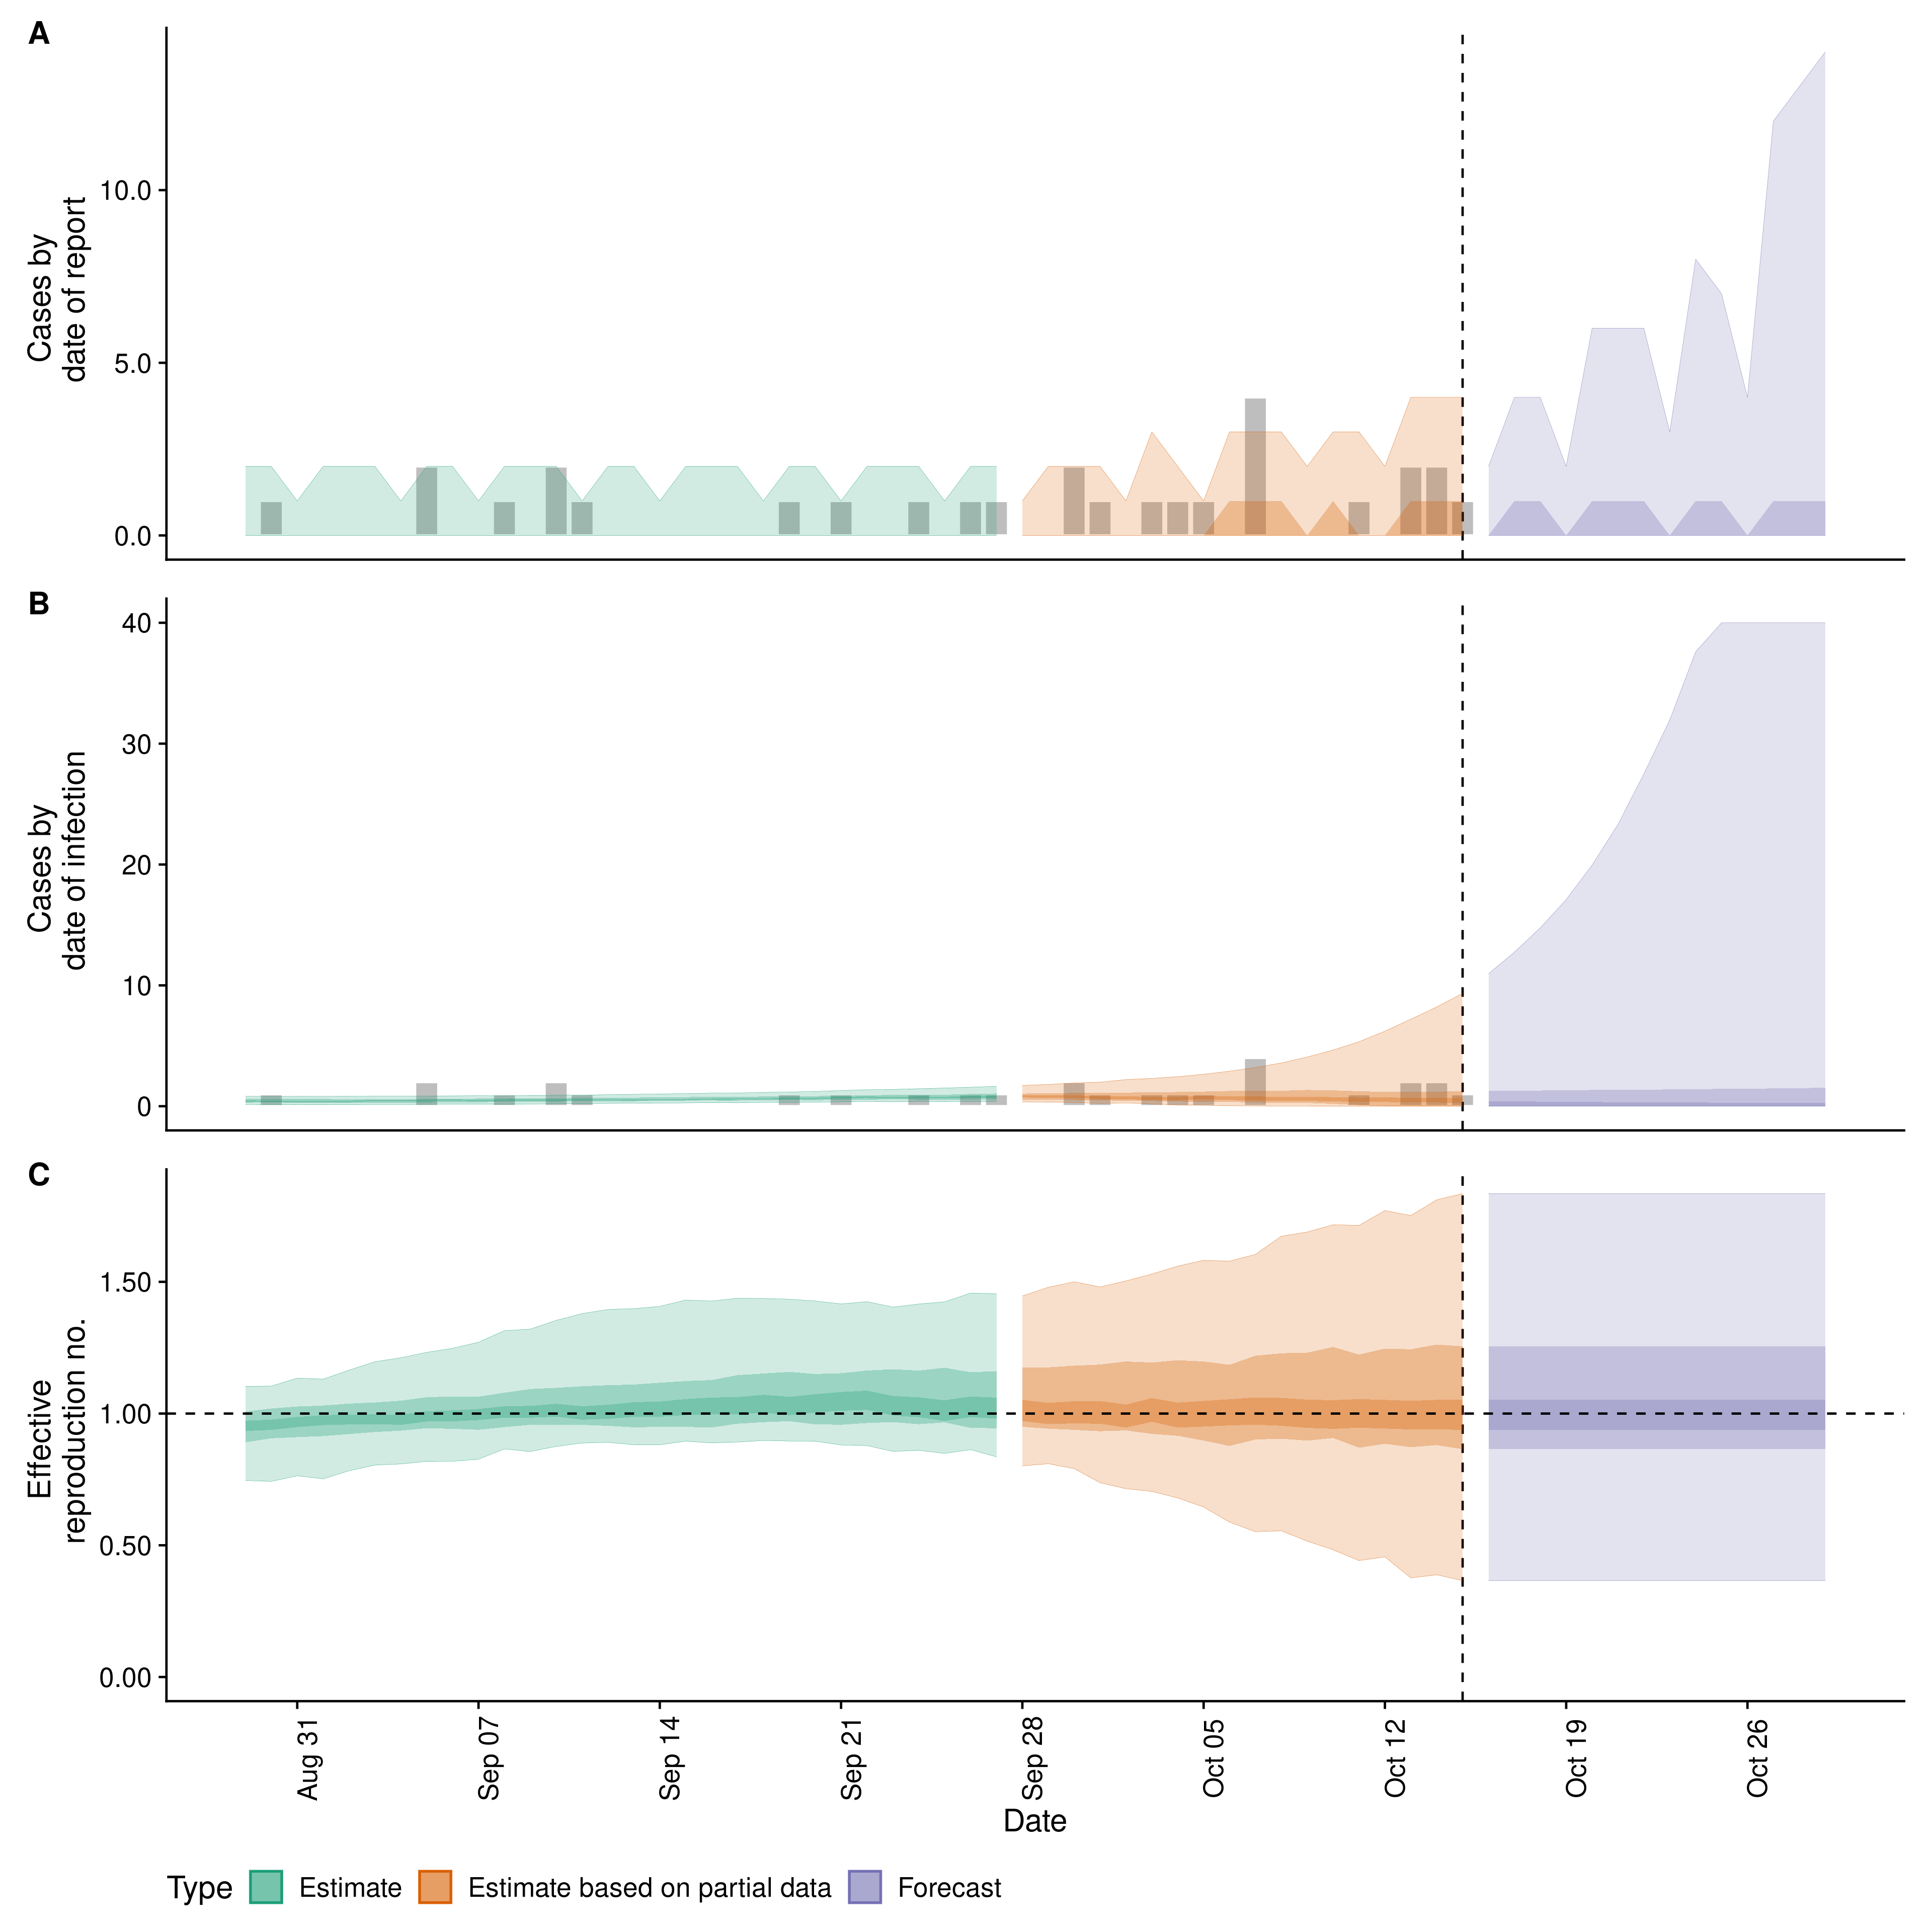 A
Cases by
date of report
10.0
5.0
0.0
B
Cases by
date of infection
40
30
20
10
0
C
Effective
reproduction no.
1.50
1.00
0.50
0.00
Aug 31
Sep 07
Sep 14
Sep 21
Sep 28
Oct 05
Oct 12
Oct 19
Oct 26
Date
Type Estimate Estimate based on partial data Forecast